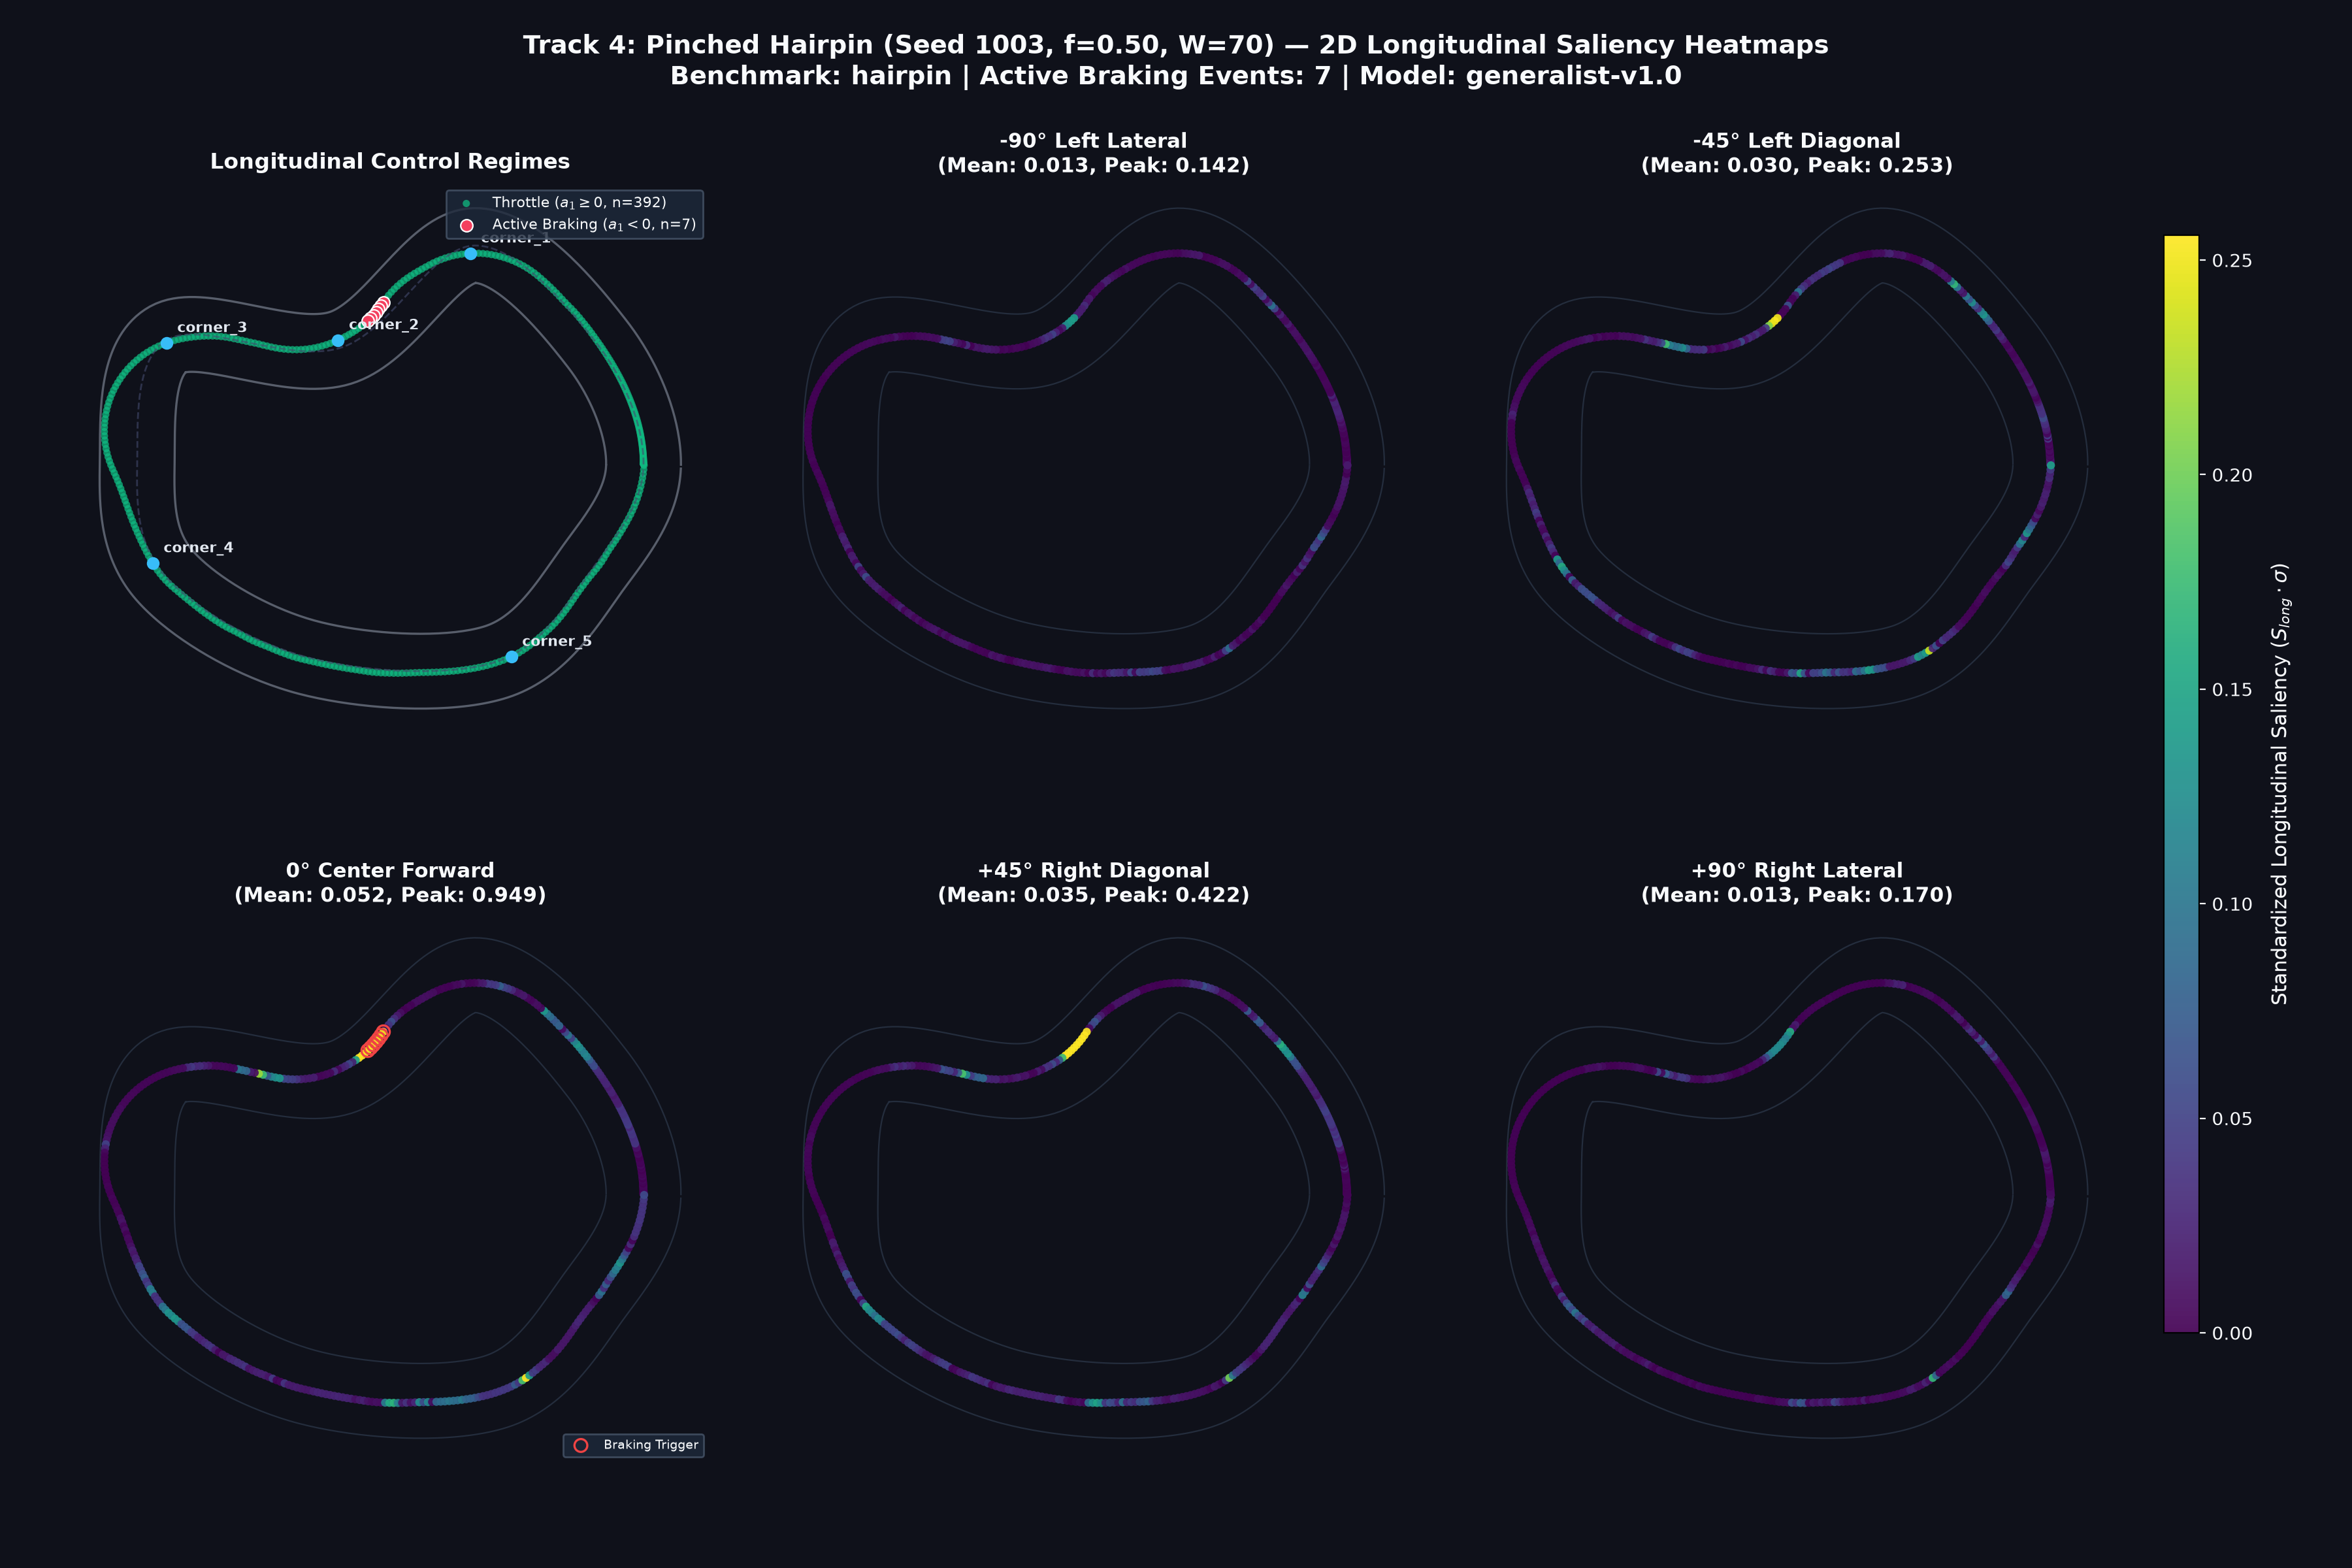 Track 4: Pinched Hairpin (Seed 1003, f=0.50, W=70) — 2D Longitudinal Saliency Heatmaps
Benchmark: hairpin | Active Braking Events: 7 | Model: generalist-v1.0
Longitudinal Control Regimes
Throttle (a₁ ≥ 0, n=392)
Active Braking (a₁ < 0, n=7)
corner_1
corner_2
corner_3
corner_4
corner_5
-90° Left Lateral
(Mean: 0.013, Peak: 0.142)
-45° Left Diagonal
(Mean: 0.030, Peak: 0.253)
0° Center Forward
(Mean: 0.052, Peak: 0.949)
Braking Trigger
+45° Right Diagonal
(Mean: 0.035, Peak: 0.422)
+90° Right Lateral
(Mean: 0.013, Peak: 0.170)
0.25
0.20
0.15
0.10
0.05
0.00
Standardized Longitudinal Saliency (S_long · σ)